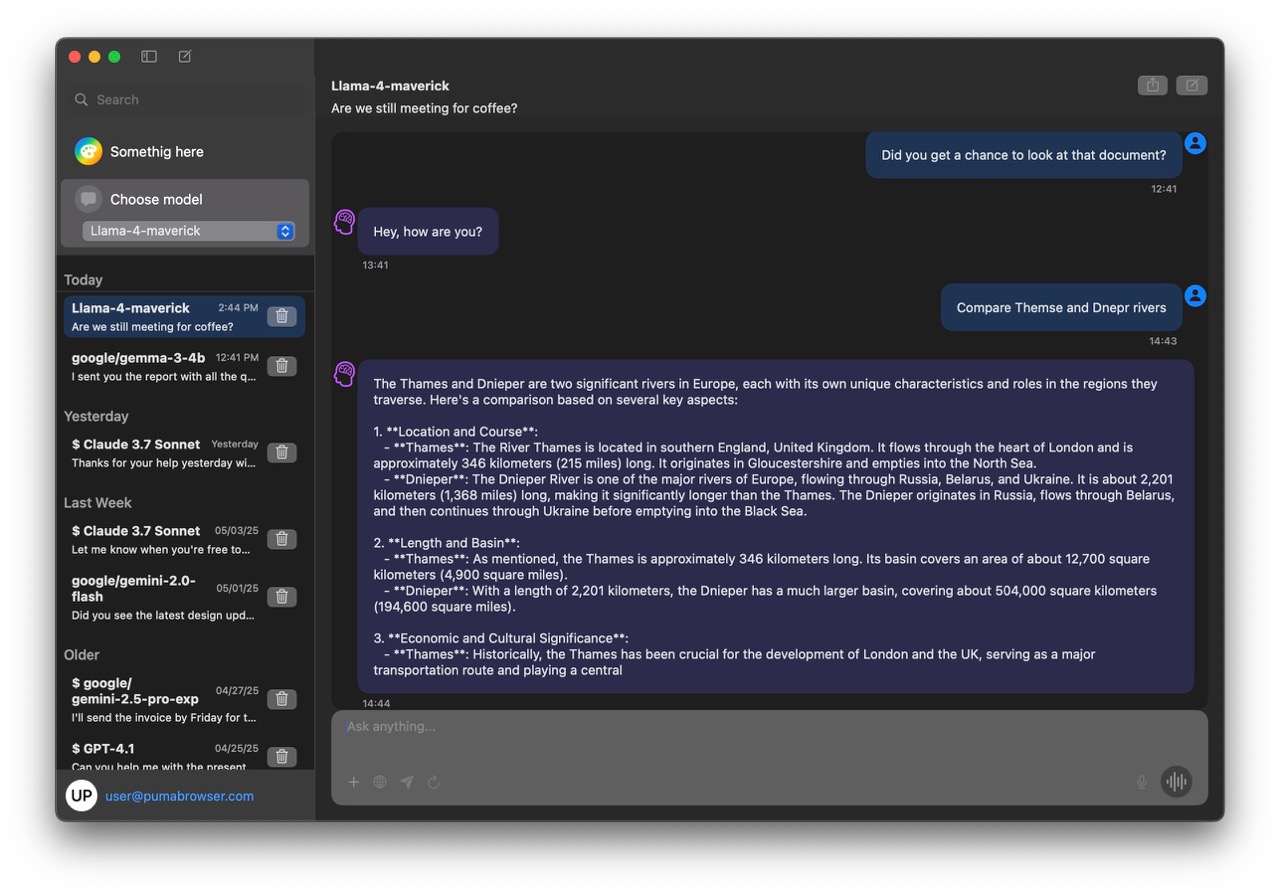 Search
Somethig here
Choose model
Llama-4-maverick
Today
Llama-4-maverick 2:44 PM
Are we still meeting for coffee?
google/gemma-3-4b 12:41 PM
I sent you the report with all the q...
Yesterday
$ Claude 3.7 Sonnet Yesterday
Thanks for your help yesterday wi...
Last Week
$ Claude 3.7 Sonnet 05/03/25
Let me know when you're free to...
google/gemini-2.0-
flash 05/01/25
Did you see the latest design upd...
Older
$ google/
gemini-2.5-pro-exp 04/27/25
I'll send the invoice by Friday for t...
$ GPT-4.1 04/25/25
Can you help me with the present
UP user@pumabrowser.com
Llama-4-maverick
Are we still meeting for coffee?
Did you get a chance to look at that document?
12:41
Hey, how are you?
13:41
Compare Themse and Dnepr rivers
14:43
The Thames and Dnieper are two significant rivers in Europe, each with its own unique characteristics and roles in the regions they
traverse. Here's a comparison based on several key aspects:
1. **Location and Course**:
- **Thames**: The River Thames is located in southern England, United Kingdom. It flows through the heart of London and is
approximately 346 kilometers (215 miles) long. It originates in Gloucestershire and empties into the North Sea.
- **Dnieper**: The Dnieper River is one of the major rivers of Europe, flowing through Russia, Belarus, and Ukraine. It is about 2,201
kilometers (1,368 miles) long, making it significantly longer than the Thames. The Dnieper originates in Russia, flows through Belarus,
and then continues through Ukraine before emptying into the Black Sea.
2. **Length and Basin**:
- **Thames**: As mentioned, the Thames is approximately 346 kilometers long. Its basin covers an area of about 12,700 square
kilometers (4,900 square miles).
- **Dnieper**: With a length of 2,201 kilometers, the Dnieper has a much larger basin, covering about 504,000 square kilometers
(194,600 square miles).
3. **Economic and Cultural Significance**:
- **Thames**: Historically, the Thames has been crucial for the development of London and the UK, serving as a major
transportation route and playing a central
14:44
Ask anything...